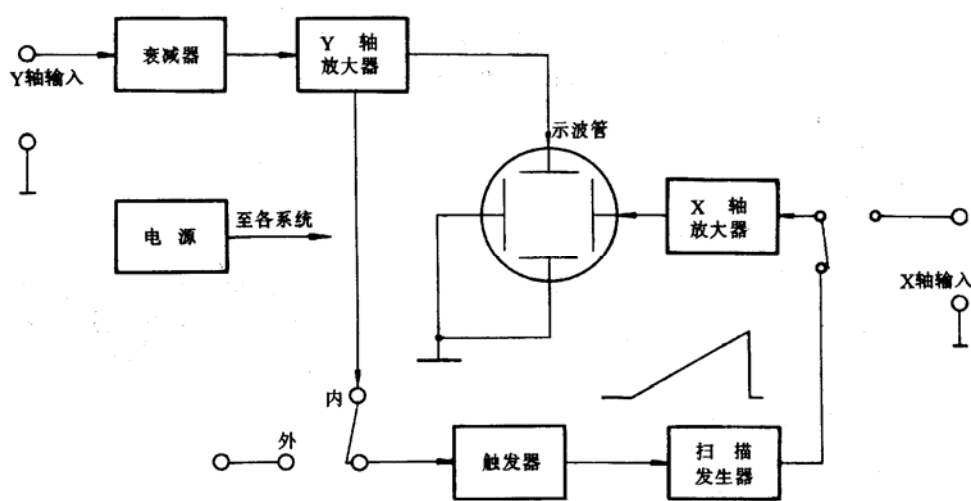 衰减器
Y 轴
放大器
Y轴输入
示波管
电 源
至各系统
X 轴
放大器
X轴输入
内
外
触发器
扫 描
发生器